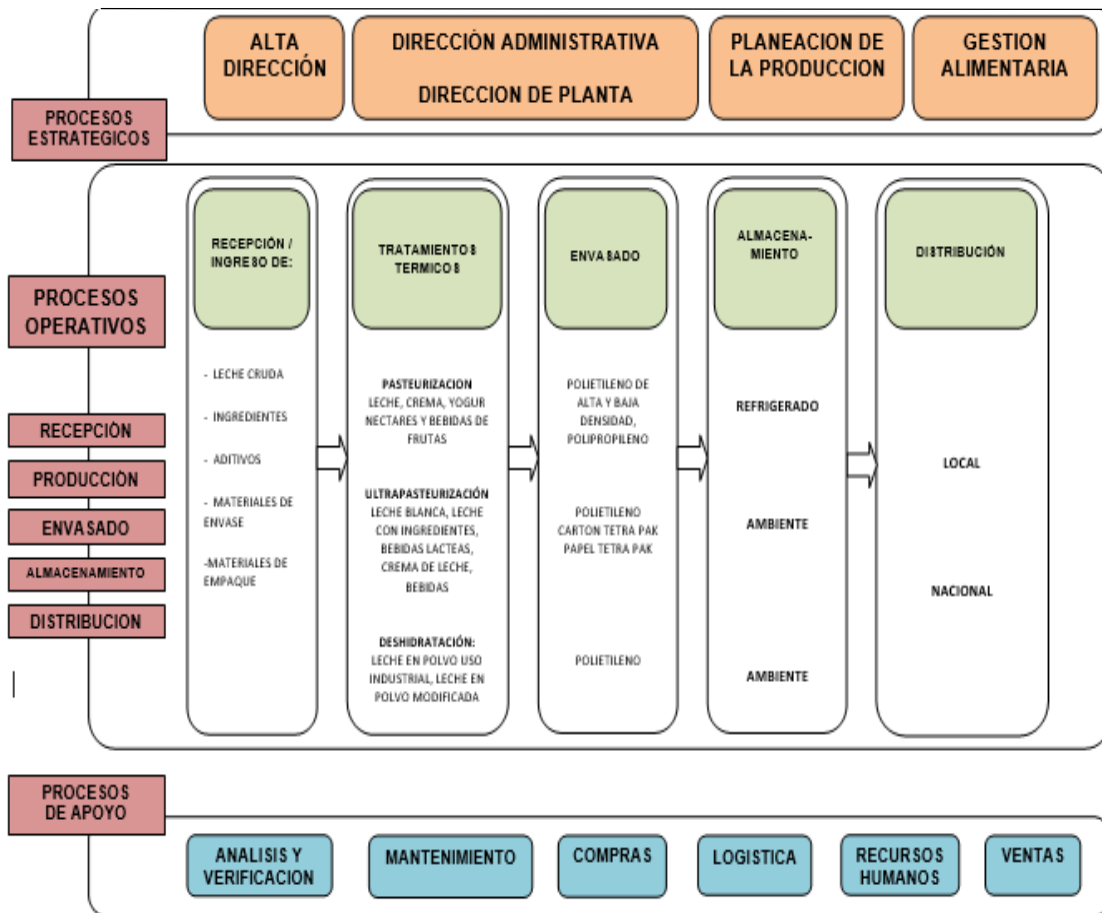 ALTA
DIRECCIÓN
DIRECCIÓN ADMINISTRATIVA
DIRECCION DE PLANTA
PLANEACION DE
LA PRODUCCION
GESTION
ALIMENTARIA
PROCESOS
ESTRATEGICOS
PROCESOS
OPERATIVOS
RECEPCIÓN
PRODUCCIÓN
ENVASADO
ALMACENAMIENTO
DISTRIBUCION
RECEPCIÓN /
INGRESO DE:
- LECHE CRUDA
- INGREDIENTES
- ADITIVOS
- MATERIALES DE
ENVASE
-MATERIALES DE
EMPAQUE
TRATAMIENTOS
TERMICOS
PASTEURIZACION
LECHE, CREMA, YOGUR
NECTARES Y BEBIDAS DE
FRUTAS
ULTRAPASTEURIZACIÓN
LECHE BLANCA, LECHE
CON INGREDIENTES,
BEBIDAS LACTEAS,
CREMA DE LECHE,
BEBIDAS
DESHIDRATACIÓN:
LECHE EN POLVO USO
INDUSTRIAL, LECHE EN
POLVO MODIFICADA
ENVASADO
POLIETILENO DE
ALTA Y BAJA
DENSIDAD,
POLIPROPILENO
POLIETILENO
CARTON TETRA PAK
PAPEL TETRA PAK
POLIETILENO
ALMACENA-
MIENTO
REFRIGERADO
AMBIENTE
AMBIENTE
DISTRIBUCIÓN
LOCAL
NACIONAL
PROCESOS
DE APOYO
ANALISIS Y
VERIFICACION
MANTENIMIENTO
COMPRAS
LOGISTICA
RECURSOS
HUMANOS
VENTAS